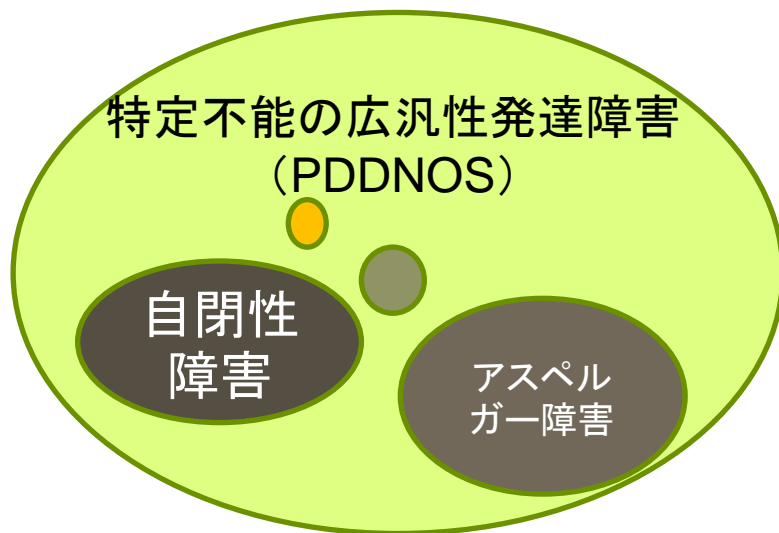 特定不能の広汎性発達障害
（PDDNOS）
自閉性
障害
アスペル
ガー障害